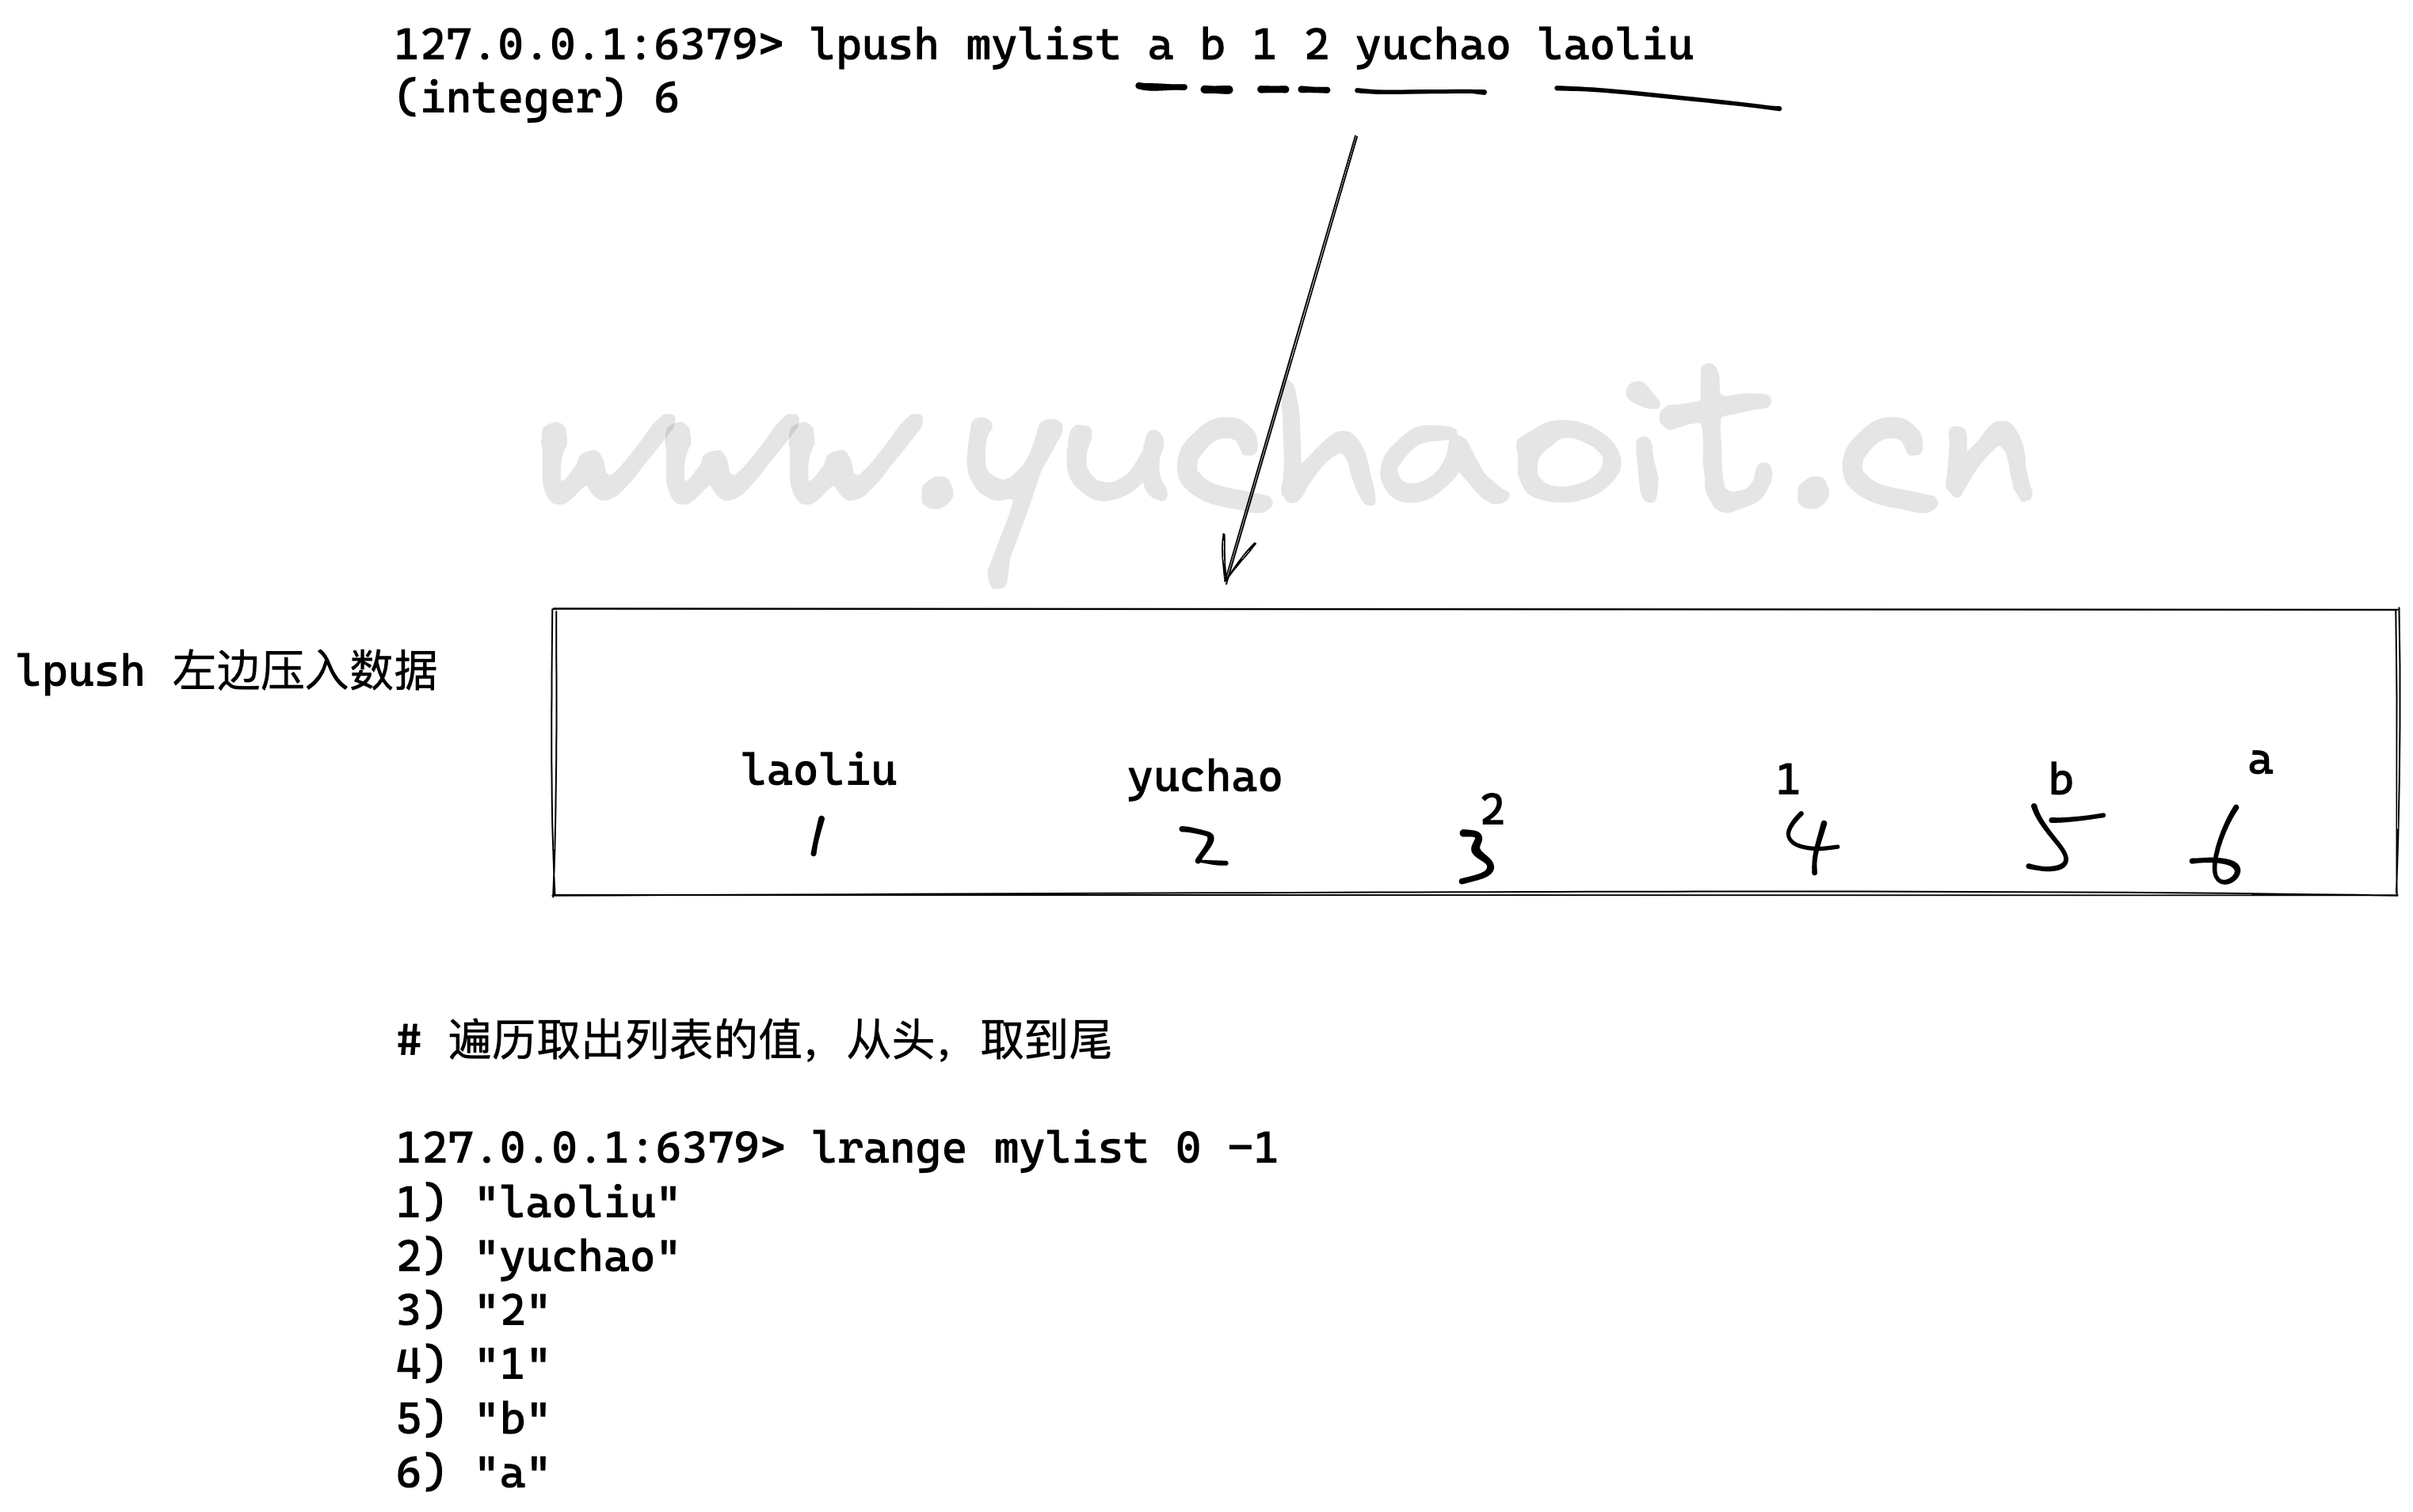 127.0.0.1:6379> lpush mylist a b 1 2 yuchao laoliu
(integer) 6
www.yuchaoit.cn
lpush 左边压入数据
laoliu yuchao 2 1 b a
1 2 3 4 5 6
# 遍历取出列表的值，从头，取到尾
127.0.0.1:6379> lrange mylist 0 -1
1) "laoliu"
2) "yuchao"
3) "2"
4) "1"
5) "b"
6) "a"